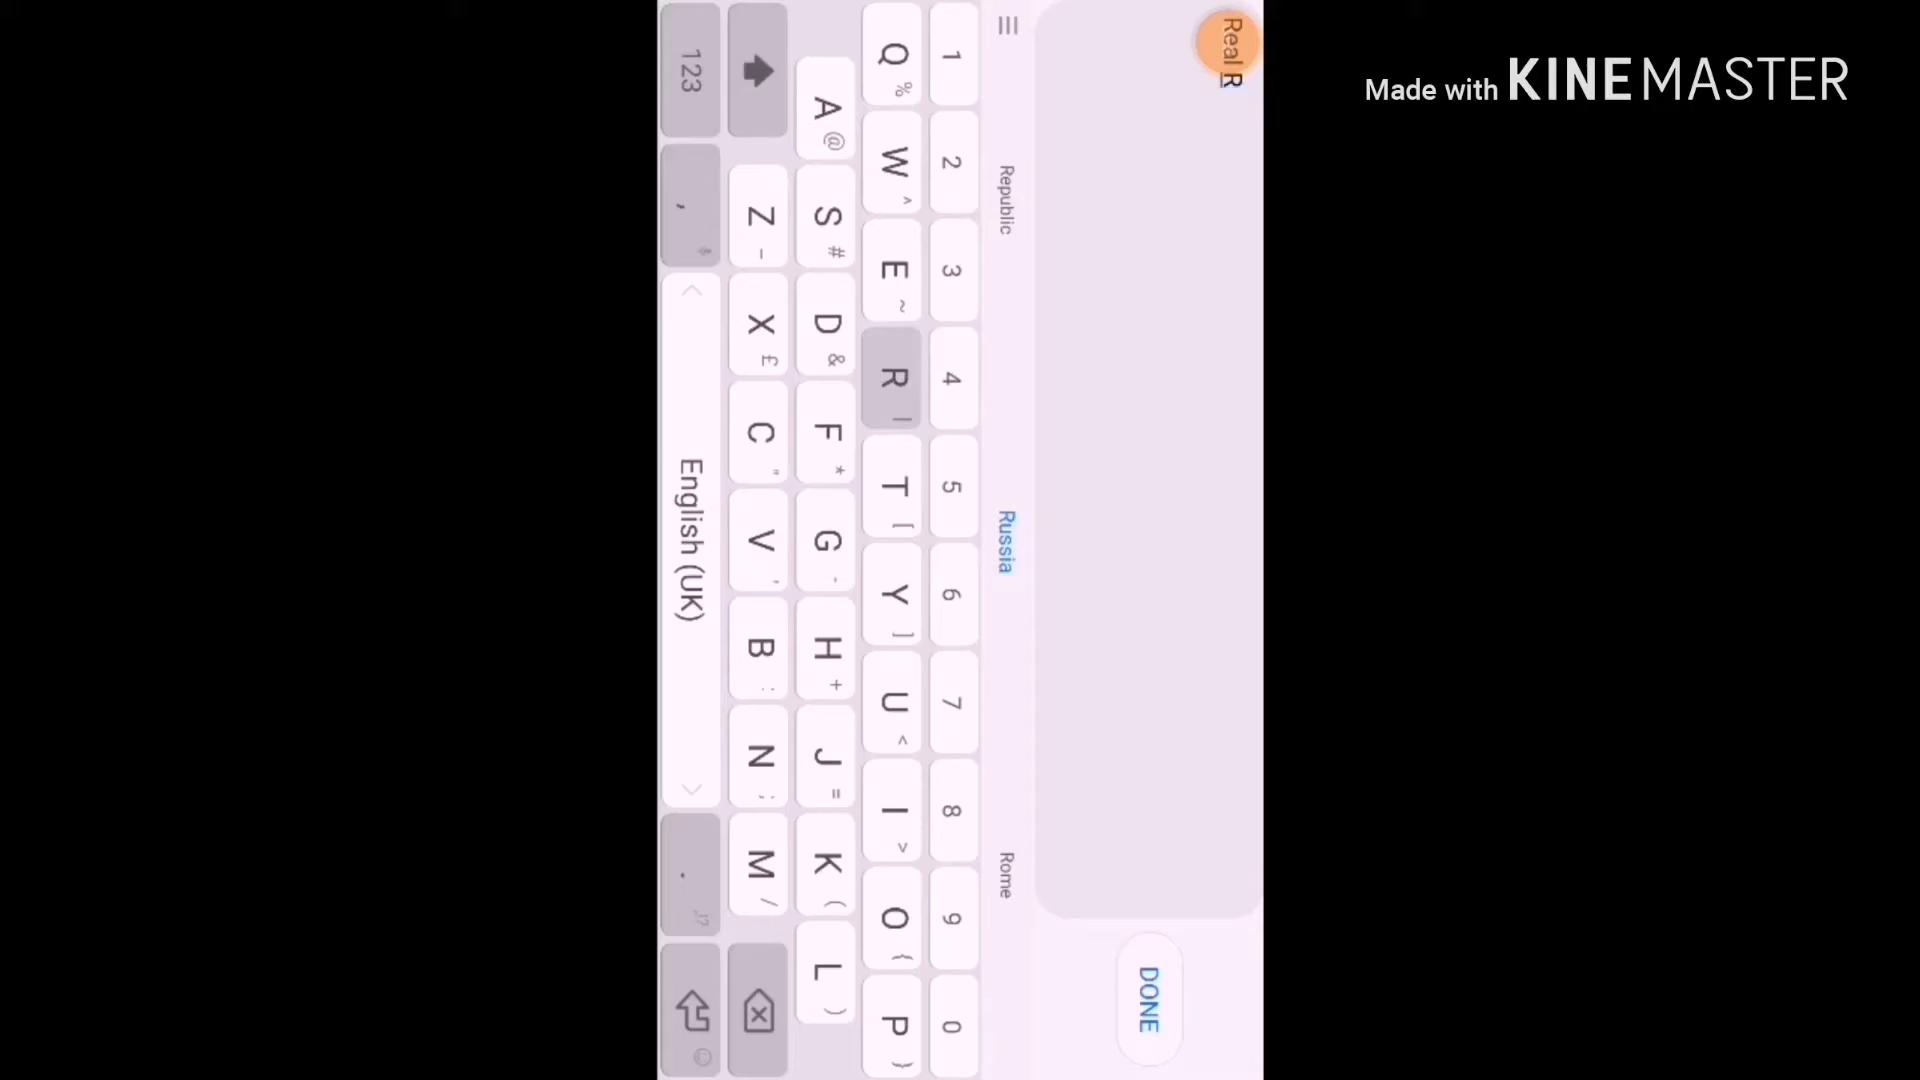 Real R
DONE
Republic Russia Rome
1 2 3 4 5 6 7 8 9 0
Q % W ^ E ~ R | T [ Y ] U < I > O { P }
A @ S # D & F * G - H + J = K ( L )
Z - X £ C " V ' B : N ; M /
123 , < English (UK) > . ,!?
Made with KINEMASTER